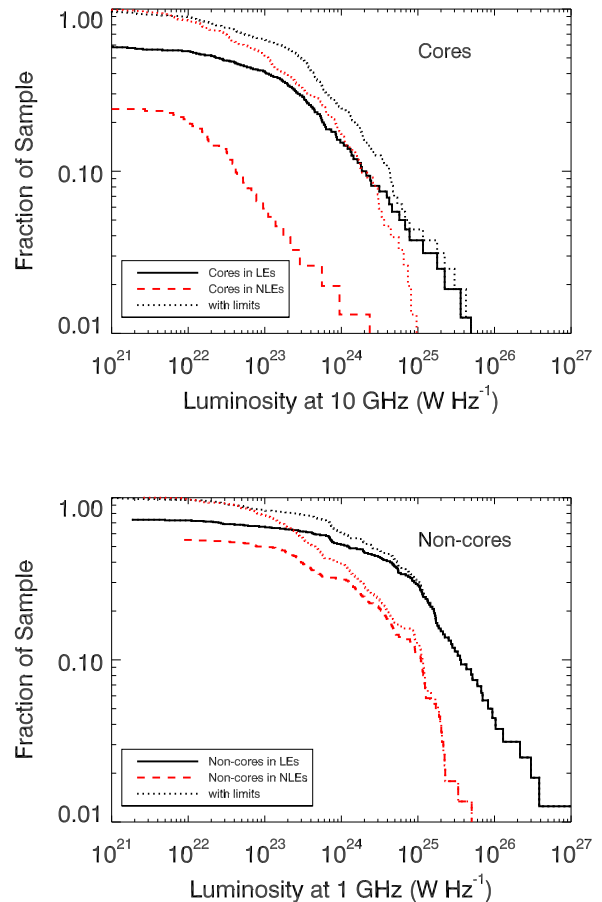 1.00
0.10
0.01
Fraction of Sample
Cores
Cores in LEs
Cores in NLEs
with limits
10^21 10^22 10^23 10^24 10^25 10^26 10^27
Luminosity at 10 GHz (W Hz^-1)
1.00
0.10
0.01
Fraction of Sample
Non-cores
Non-cores in LEs
Non-cores in NLEs
with limits
10^21 10^22 10^23 10^24 10^25 10^26 10^27
Luminosity at 1 GHz (W Hz^-1)